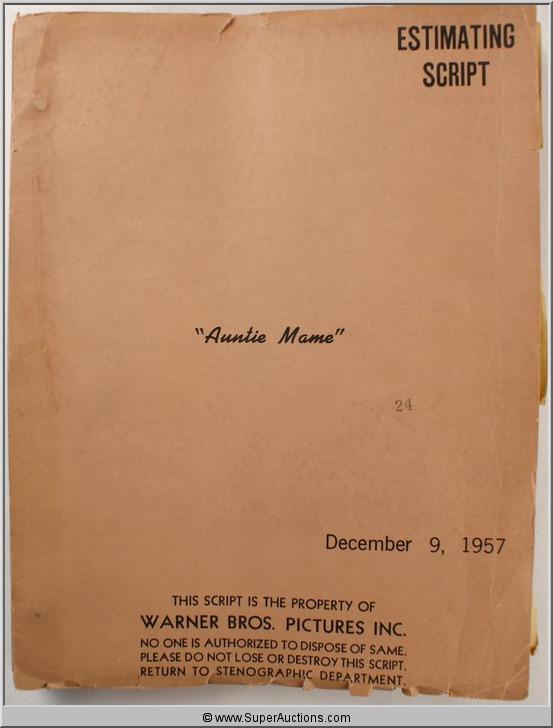 ESTIMATING
SCRIPT
"Auntie Mame"
24
December 9, 1957
THIS SCRIPT IS THE PROPERTY OF
WARNER BROS. PICTURES INC.
NO ONE IS AUTHORIZED TO DISPOSE OF SAME.
PLEASE DO NOT LOSE OR DESTROY THIS SCRIPT.
RETURN TO STENOGRAPHIC DEPARTMENT.
© www.SuperAuctions.com